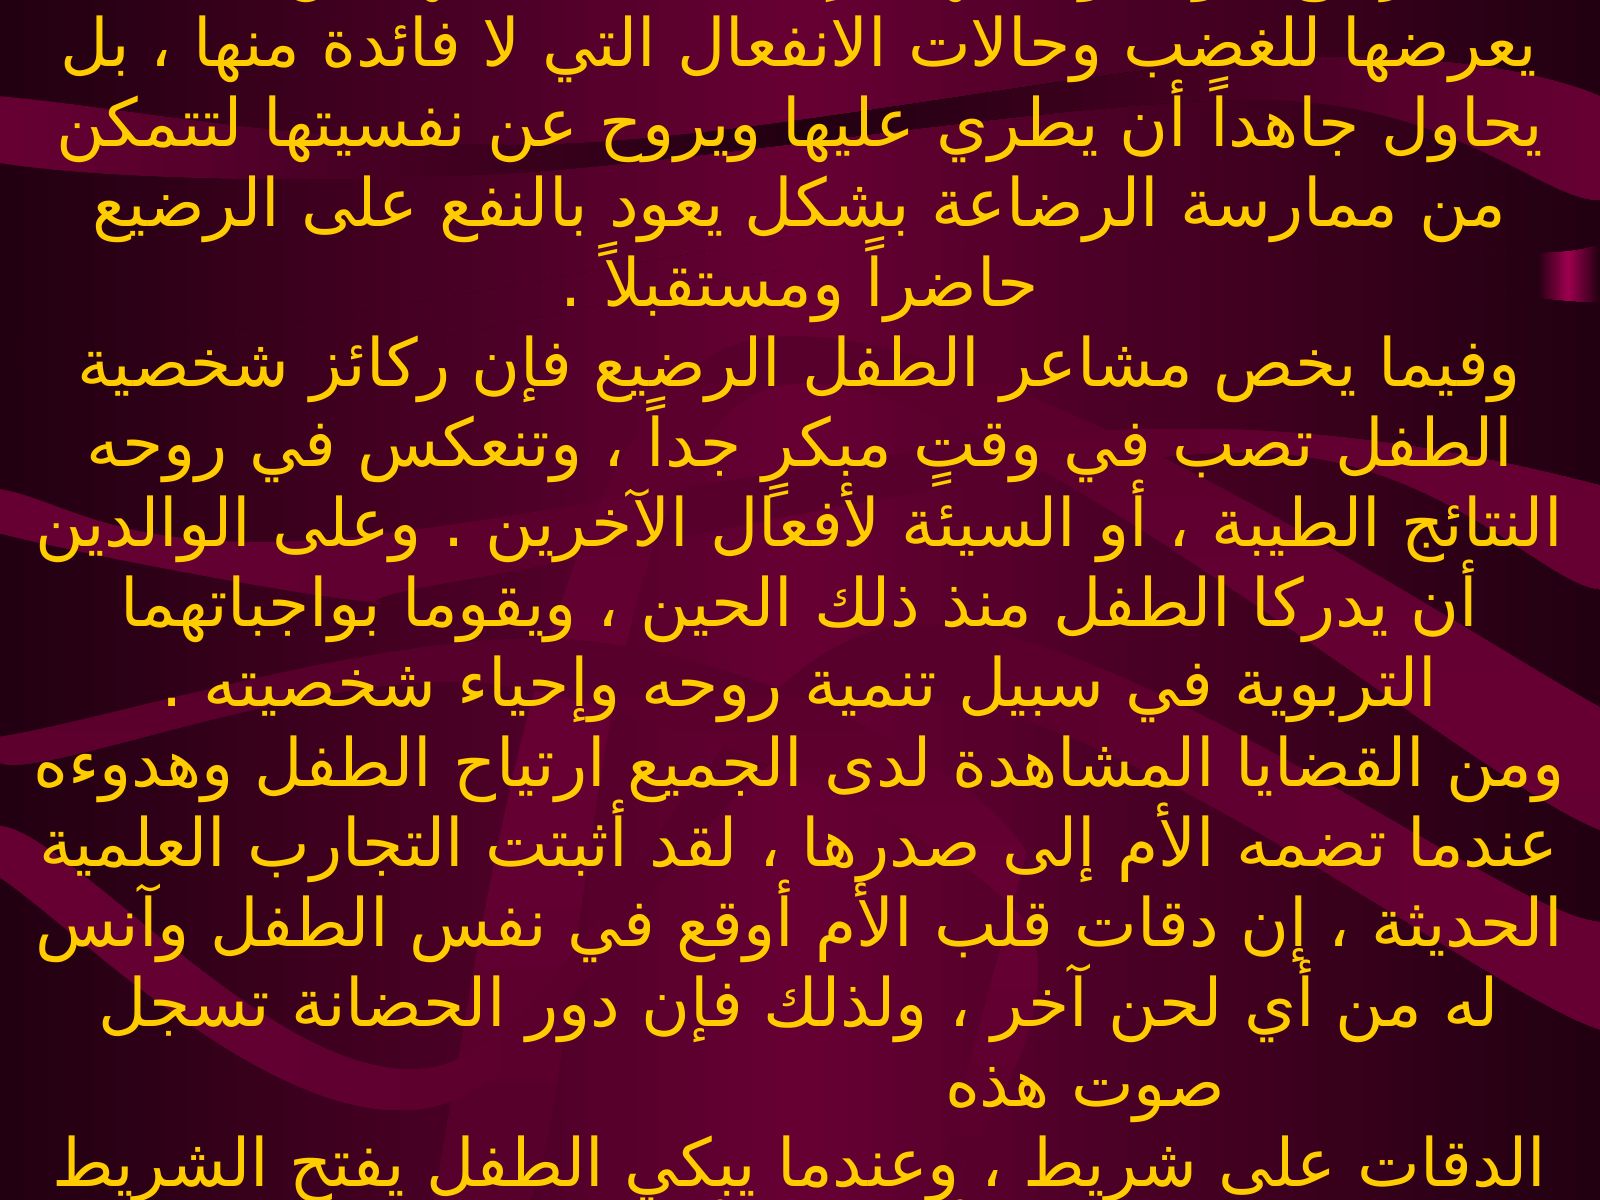 يعرضها للغضب وحالات الانفعال التي لا فائدة منها ، بل
يحاول جاهداً أن يطري عليها ويروح عن نفسيتها لتتمكن
من ممارسة الرضاعة بشكل يعود بالنفع على الرضيع
حاضراً ومستقبلاً .
وفيما يخص مشاعر الطفل الرضيع فإن ركائز شخصية
الطفل تصب في وقتٍ مبكرٍ جداً ، وتنعكس في روحه
النتائج الطيبة ، أو السيئة لأفعال الآخرين . وعلى الوالدين
أن يدركا الطفل منذ ذلك الحين ، ويقوما بواجباتهما
التربوية في سبيل تنمية روحه وإحياء شخصيته .
ومن القضايا المشاهدة لدى الجميع ارتياح الطفل وهدوءه
عندما تضمه الأم إلى صدرها ، لقد أثبتت التجارب العلمية
الحديثة ، إن دقات قلب الأم أوقع في نفس الطفل وآنس
له من أي لحن آخر ، ولذلك فإن دور الحضانة تسجل
صوت هذه
الدقات على شريط ، وعندما يبكي الطفل يفتح الشريط